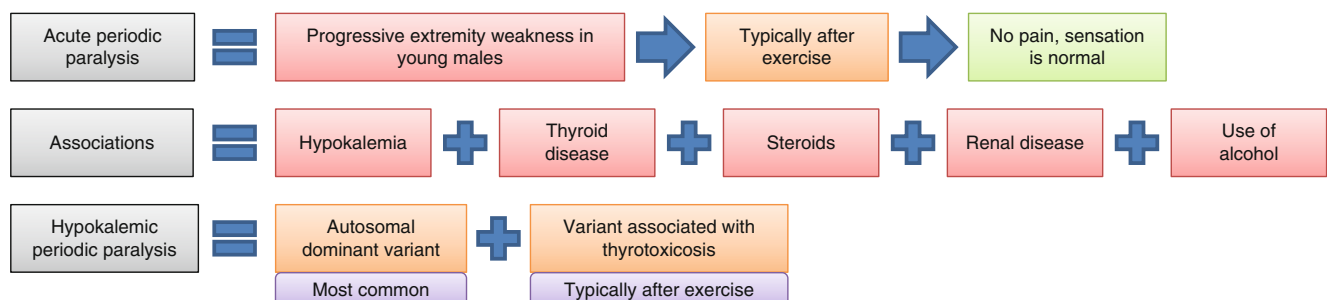 Acute periodic
paralysis
Progressive extremity weakness in
young males
Typically after
exercise
No pain, sensation
is normal
Associations
Hypokalemia
Thyroid
disease
Steroids
Renal disease
Use of
alcohol
Hypokalemic
periodic paralysis
Autosomal
dominant variant
Most common
Variant associated with
thyrotoxicosis
Typically after exercise